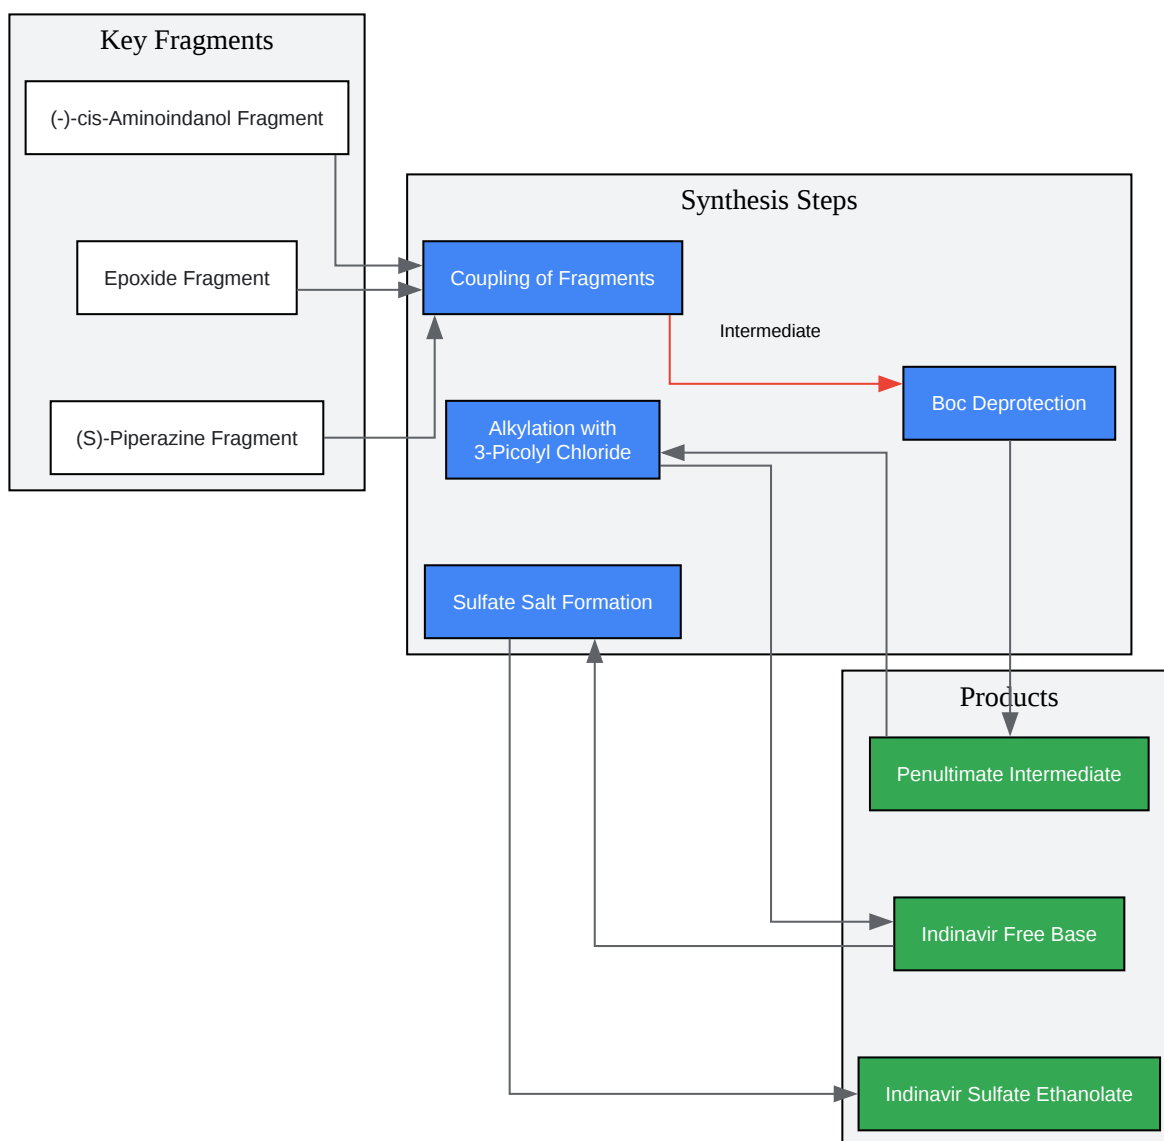 Key Fragments
(-)-cis-Aminoindanol Fragment
Epoxide Fragment
(S)-Piperazine Fragment
Synthesis Steps
Coupling of Fragments
Intermediate
Boc Deprotection
Alkylation with
3-Picolyl Chloride
Sulfate Salt Formation
Products
Penultimate Intermediate
Indinavir Free Base
Indinavir Sulfate Ethanolate